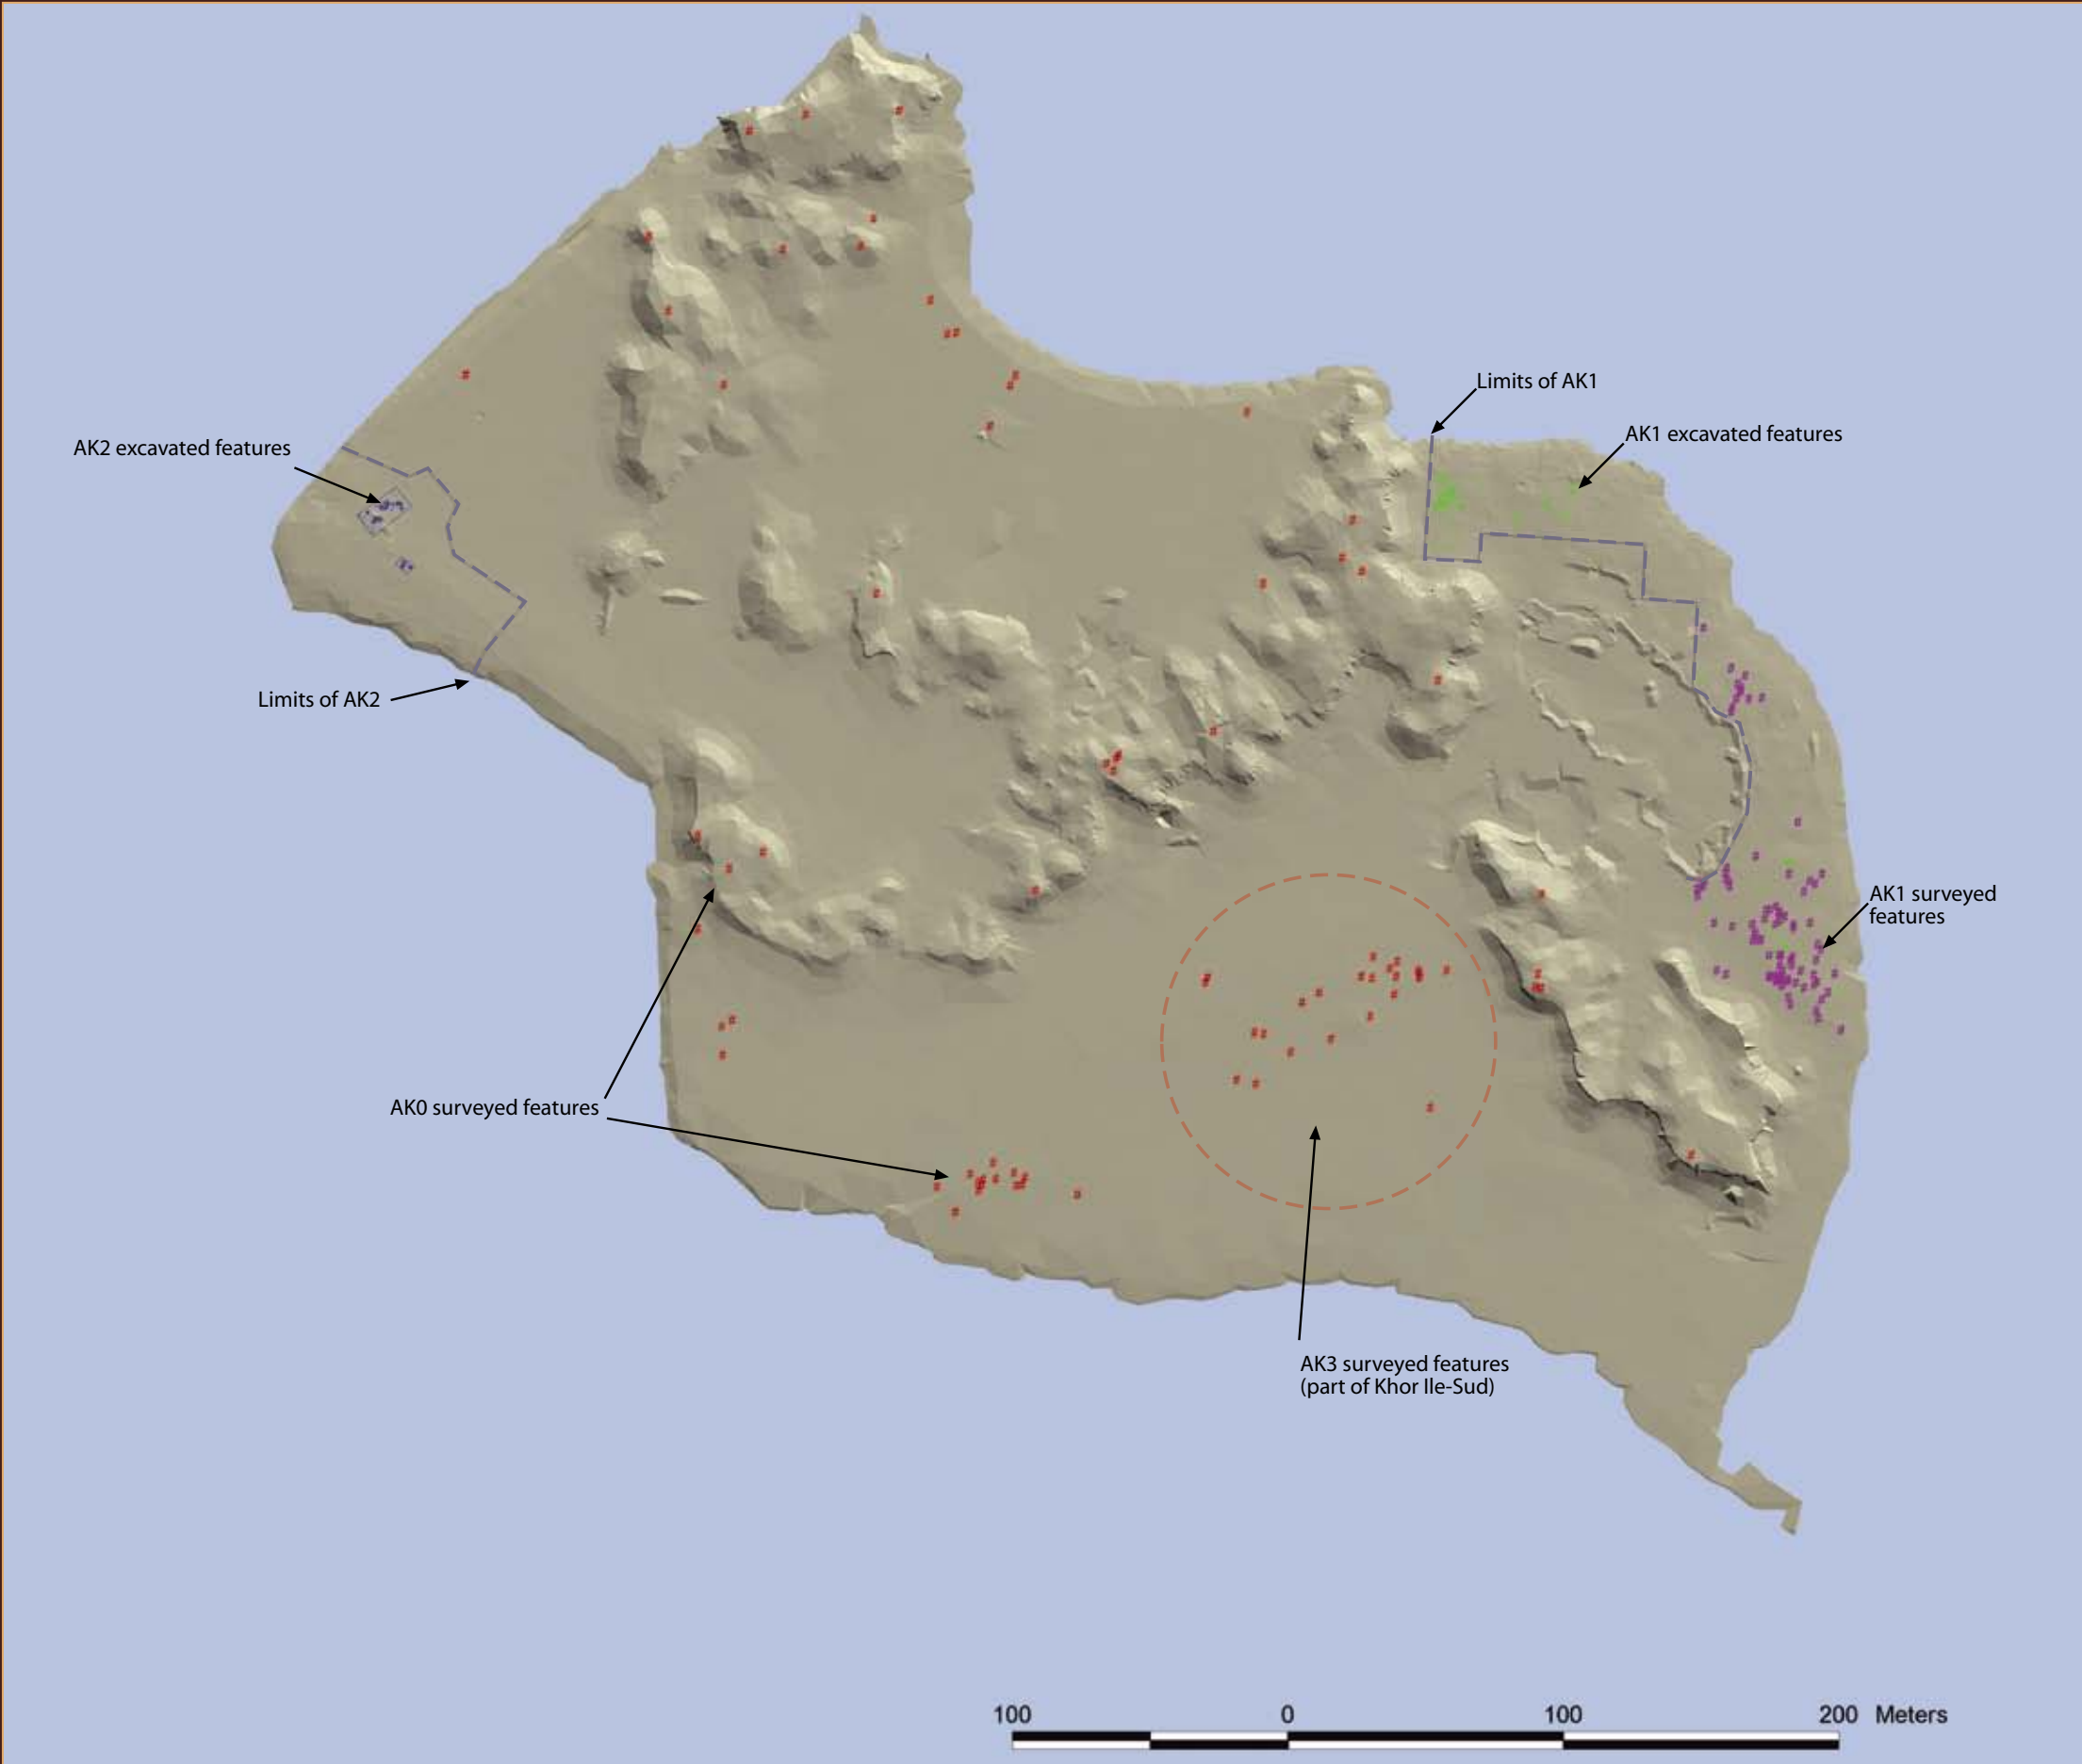 Limits of AK1
AK1 excavated features
AK2 excavated features
Limits of AK2
AK1 surveyed
features
AK0 surveyed features
AK3 surveyed features
(part of Khor Ile-Sud)
100 0 100 200 Meters